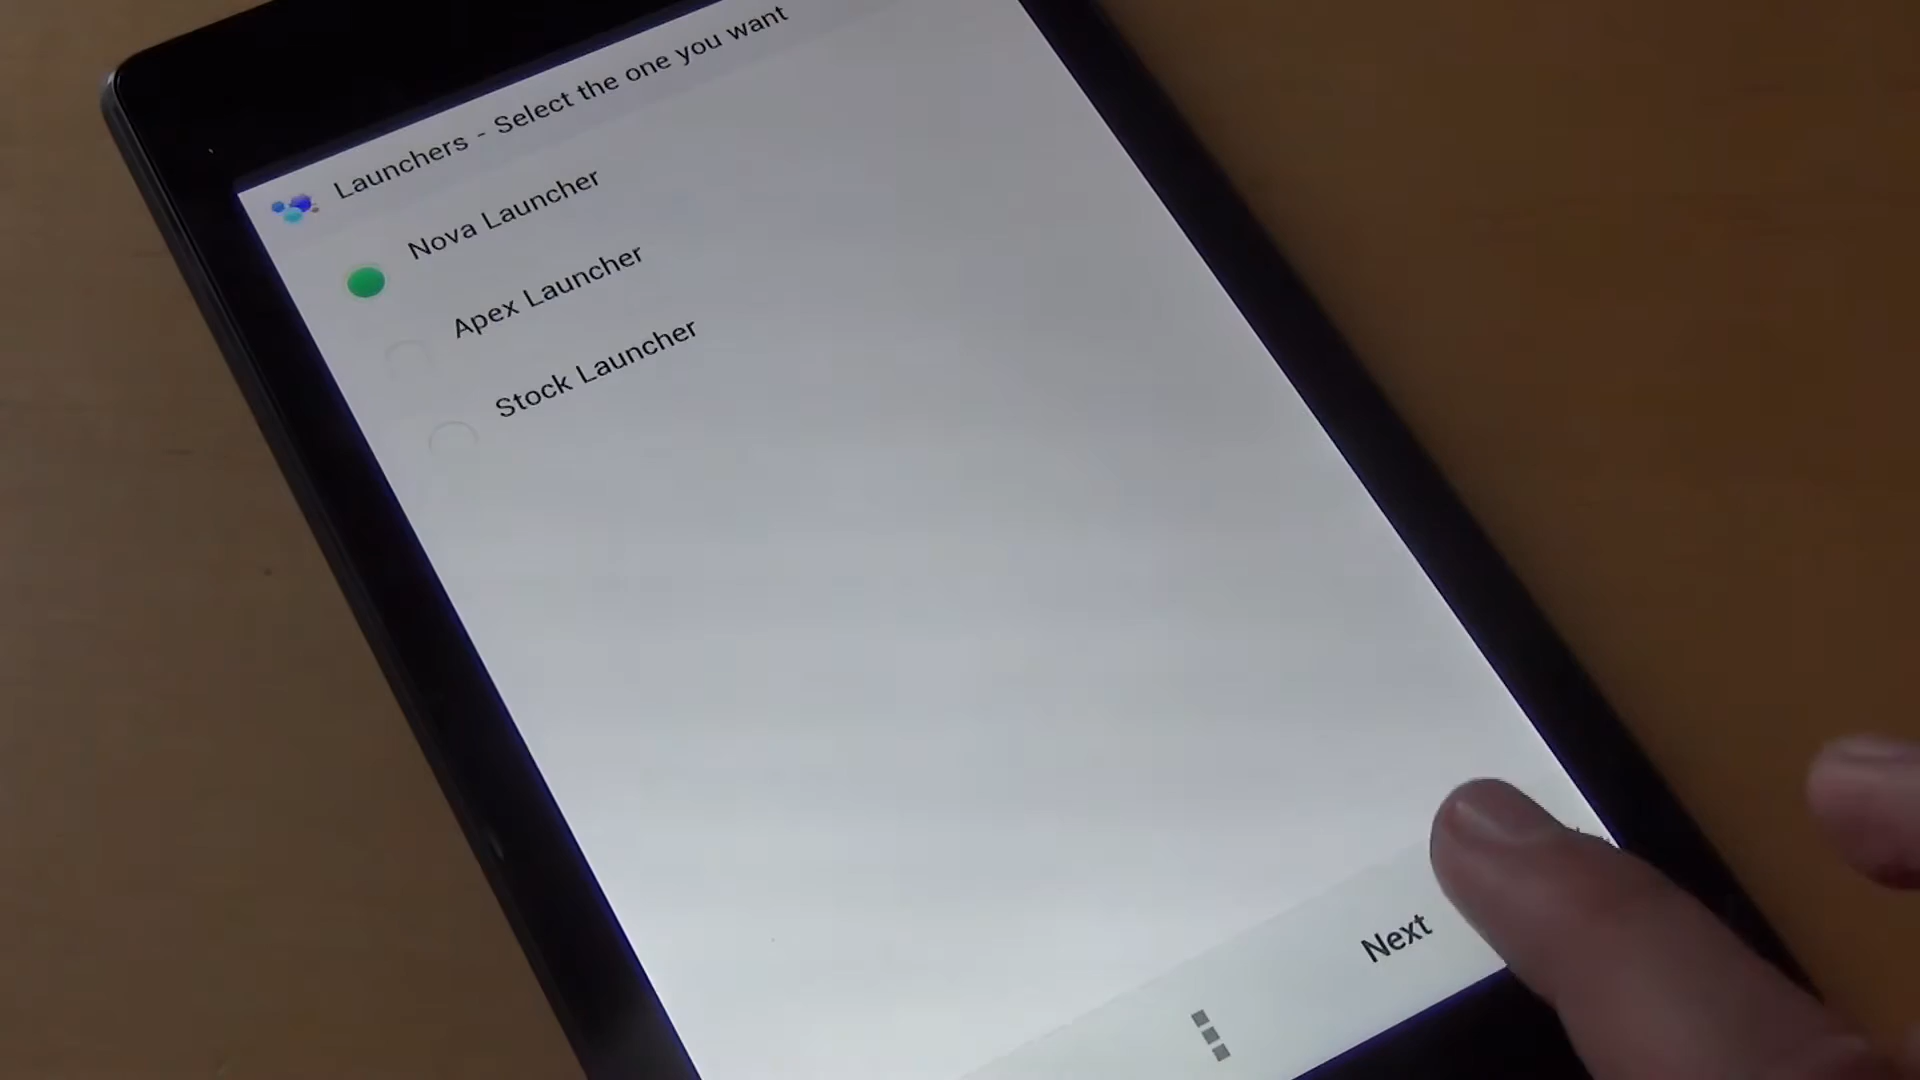 Launchers - Select the one you want
Nova Launcher
Apex Launcher
Stock Launcher
Next